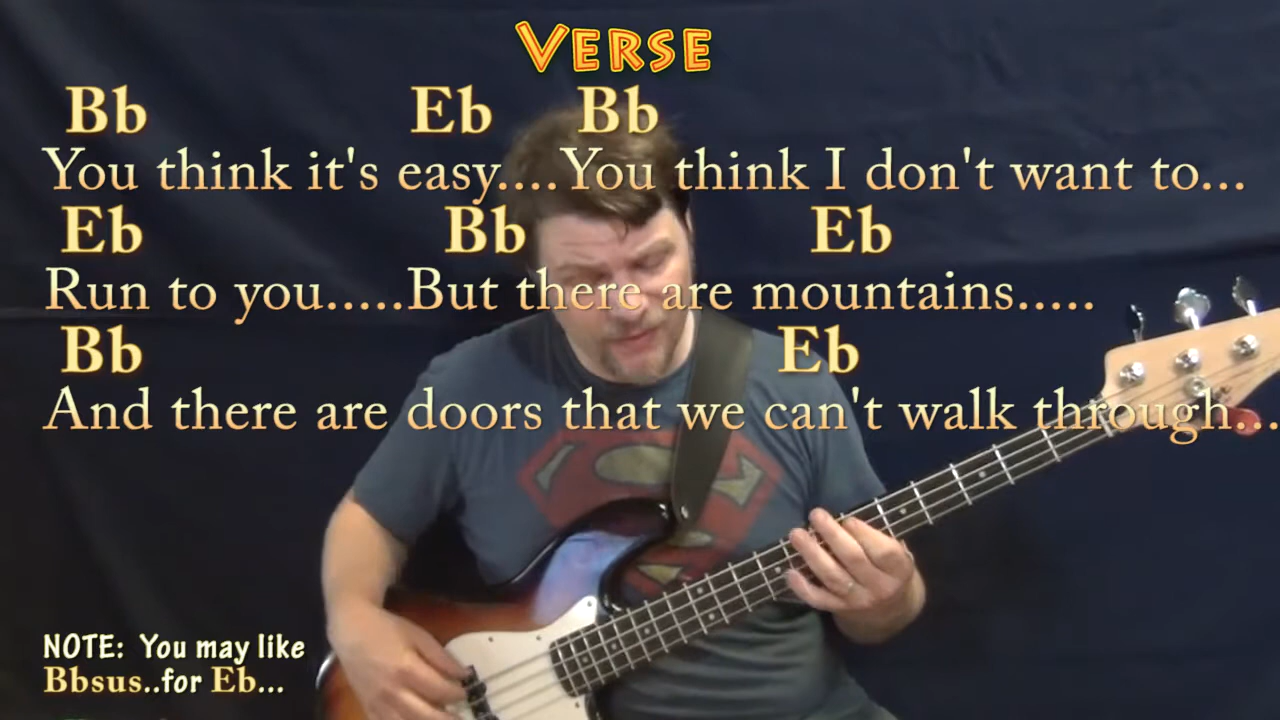 VERSE
Bb Eb Bb
You think it's easy....You think I don't want to...
Eb Bb Eb
Run to you.....But there are mountains.....
Bb Eb
And there are doors that we can't walk through...
NOTE: You may like
Bbsus..for Eb...